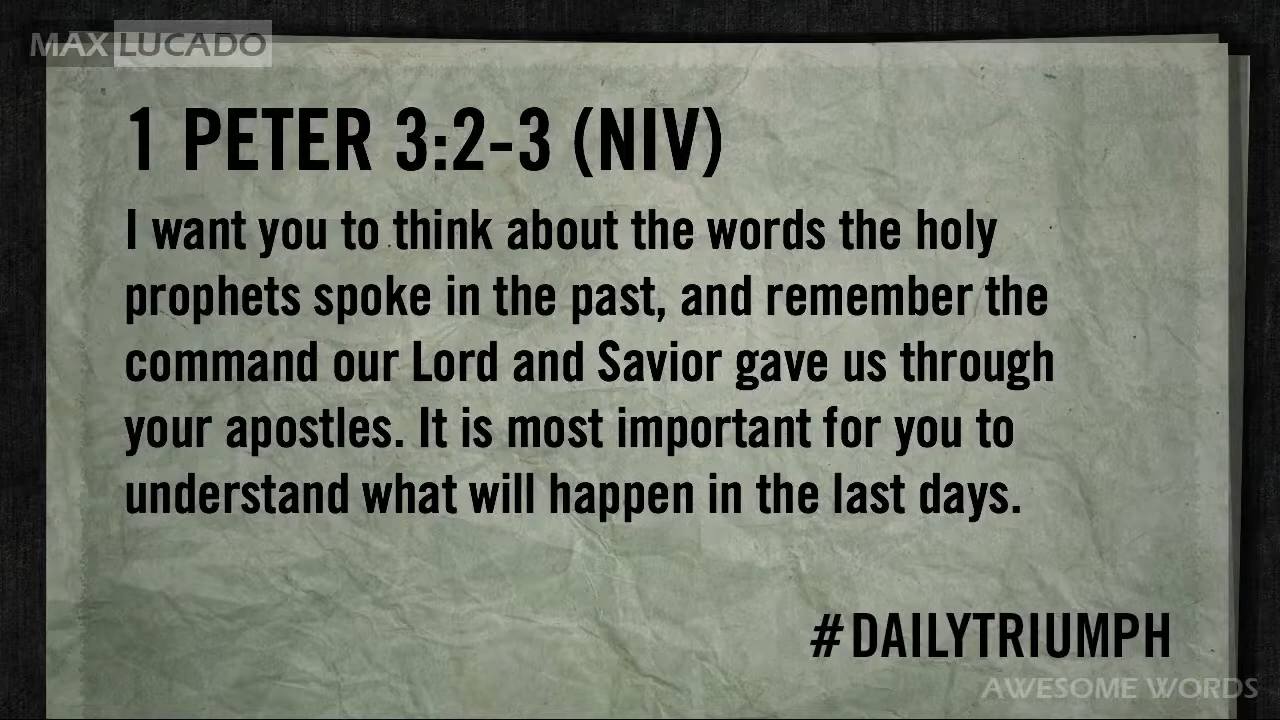 MAX LUCADO
1 PETER 3:2-3 (NIV)
I want you to think about the words the holy
prophets spoke in the past, and remember the
command our Lord and Savior gave us through
your apostles. It is most important for you to
understand what will happen in the last days.
#DAILYTRIUMPH
AWESOME WORDS